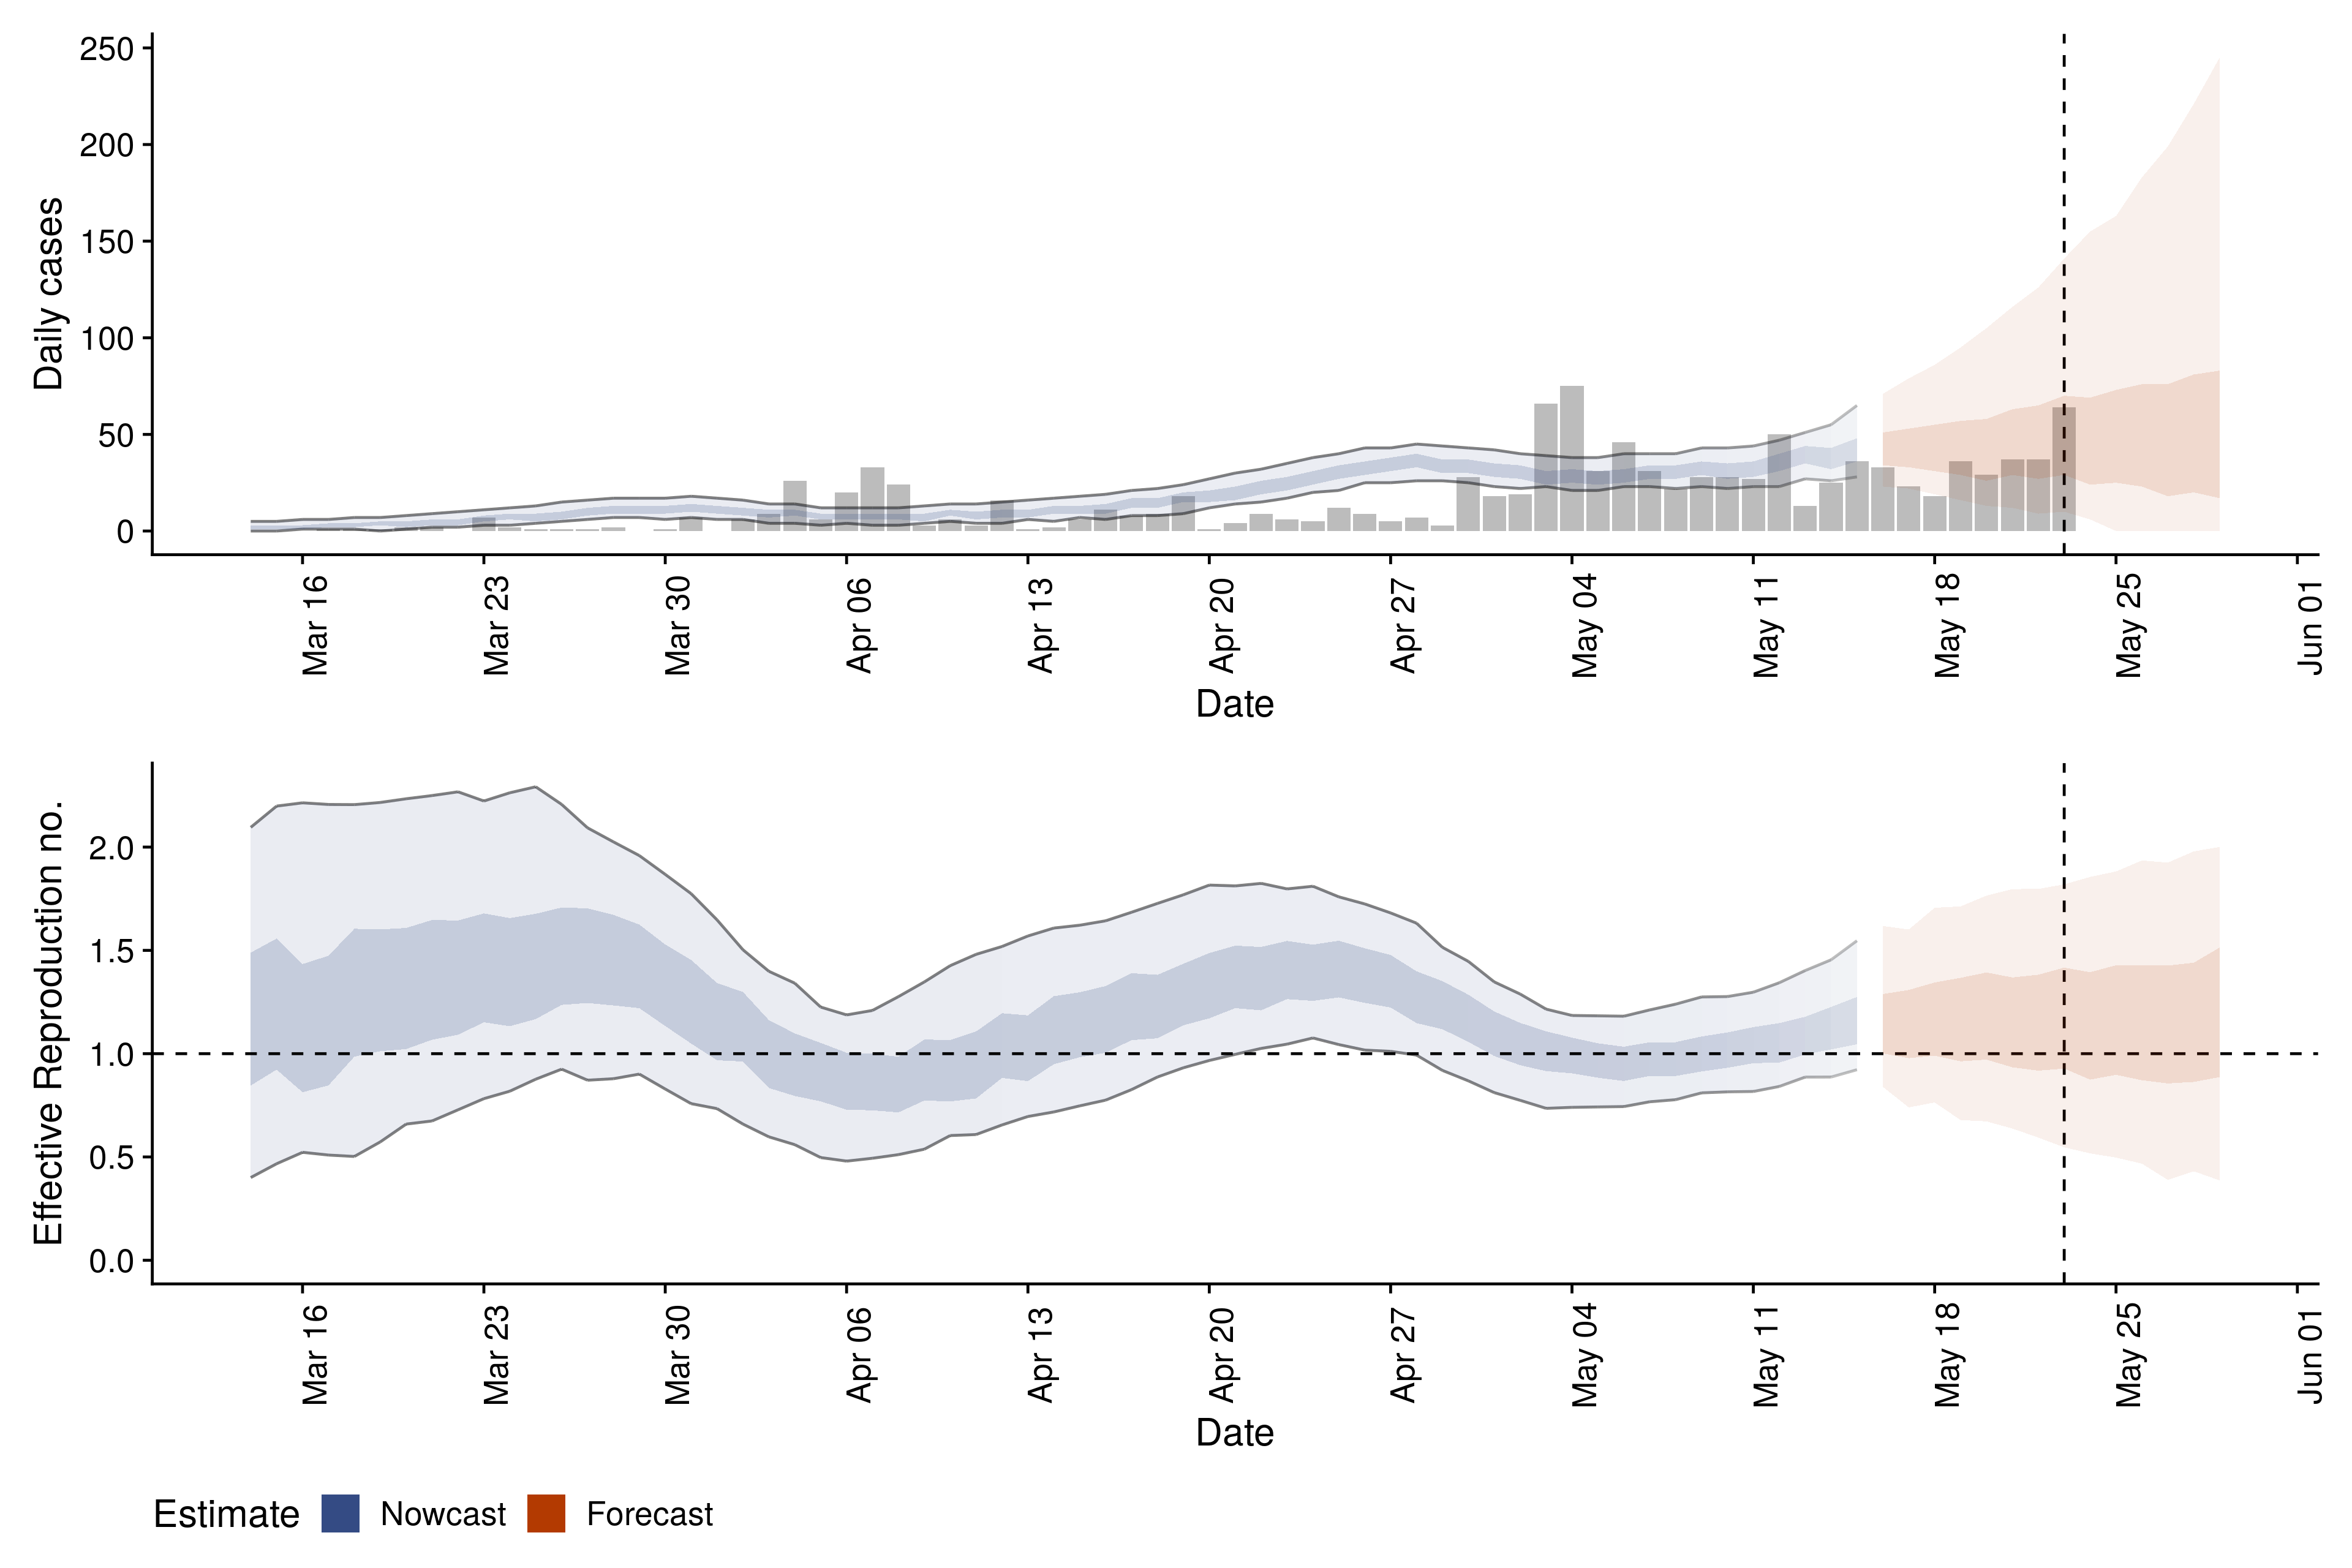 250
200
150
100
50
0
Daily cases
Mar 16
Mar 23
Mar 30
Apr 06
Apr 13
Apr 20
Apr 27
May 04
May 11
May 18
May 25
Jun 01
Date
2.0
1.5
1.0
0.5
0.0
Effective Reproduction no.
Mar 16
Mar 23
Mar 30
Apr 06
Apr 13
Apr 20
Apr 27
May 04
May 11
May 18
May 25
Jun 01
Date
Estimate Nowcast Forecast